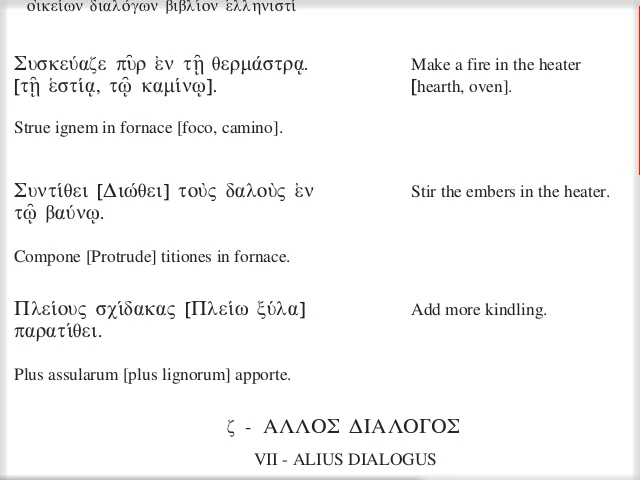 οἰκείων διαλόγων βιβλίον ἑλληνιστί
Συσκεύαζε πῦρ ἐν τῇ θερμάστρᾳ.
[τῇ ἑστίᾳ, τῷ καμίνῳ].
Make a fire in the heater
[hearth, oven].
Strue ignem in fornace [foco, camino].
Συντίθει [Διώθει] τοὺς δαλοὺς ἐν
τῷ βαύνῳ.
Stir the embers in the heater.
Compone [Protrude] titiones in fornace.
Πλείους σχίδακας [Πλείω ξύλα]
παρατίθει.
Add more kindling.
Plus assularum [plus lignorum] apporte.
ζ - ΑΛΛΟΣ ΔΙΑΛΟΓΟΣ
VII - ALIUS DIALOGUS